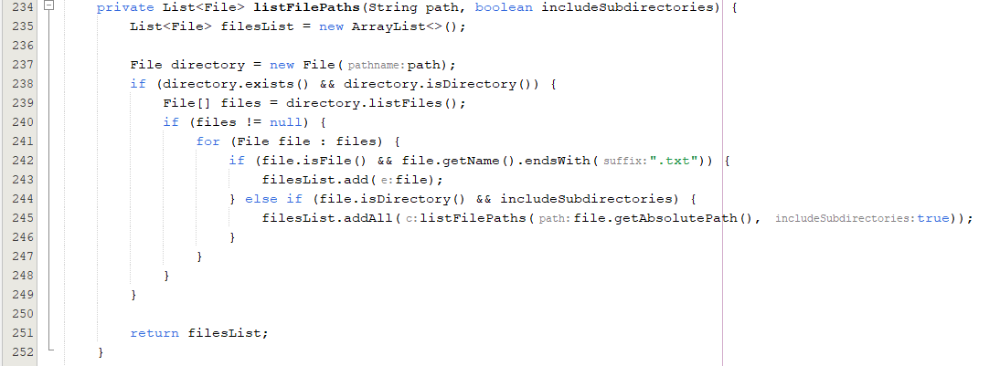 234 private List<File> listFilePaths(String path, boolean includeSubdirectories) {
235 List<File> filesList = new ArrayList<>();
236
237 File directory = new File( pathname: path);
238 if (directory.exists() && directory.isDirectory()) {
239 File[] files = directory.listFiles();
240 if (files != null) {
241 for (File file : files) {
242 if (file.isFile() && file.getName().endsWith( suffix: ".txt")) {
243 filesList.add( e: file);
244 } else if (file.isDirectory() && includeSubdirectories) {
245 filesList.addAll( c: listFilePaths( path: file.getAbsolutePath(), includeSubdirectories: true));
246 }
247 }
248 }
249 }
250
251 return filesList;
252 }